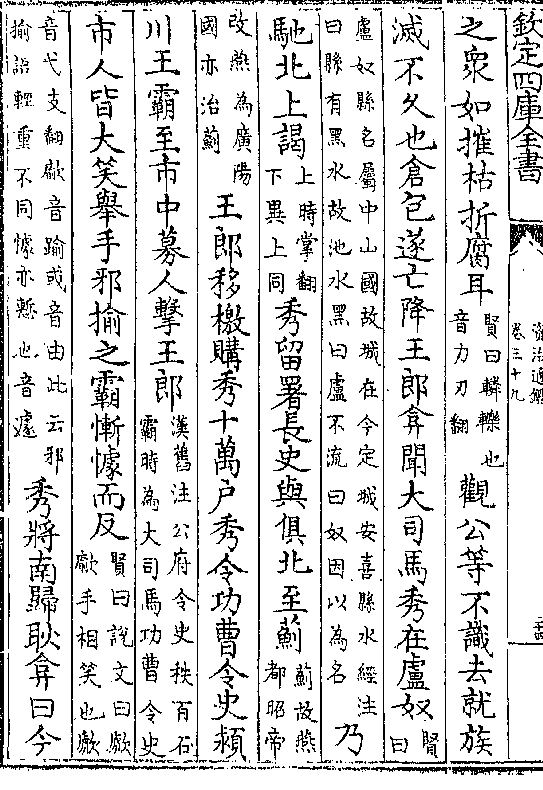 欽定四庫全書
資治通鑑
卷三十九
之衆如摧枯折腐耳賢曰轔轢也音力刃翻觀公等不識去就族
滅不久也倉包遂亡降王郎弇聞大司馬秀在盧奴賢曰
盧奴縣名屬中山國故城在今定城安喜縣水經注曰縣有黑水故池水黑曰盧不流曰奴因以為名乃
馳北上謁上時掌翻下異上同秀留署長史與俱北至薊薊故燕都昭帝
改燕為廣陽國亦治薊王郎移檄購秀十萬户秀令功曹令史潁
川王霸至市中募人擊王郎漢舊注公府令史秩百石霸時為大司馬功曹令史
市人皆大笑舉手邪揄之霸慚懅而反賢曰說文曰歋廞手相笑也歋
音弋支翻廞音踰或音由此云邪揄語輕重不同懅亦慙也音遽秀將南歸耿弇曰今